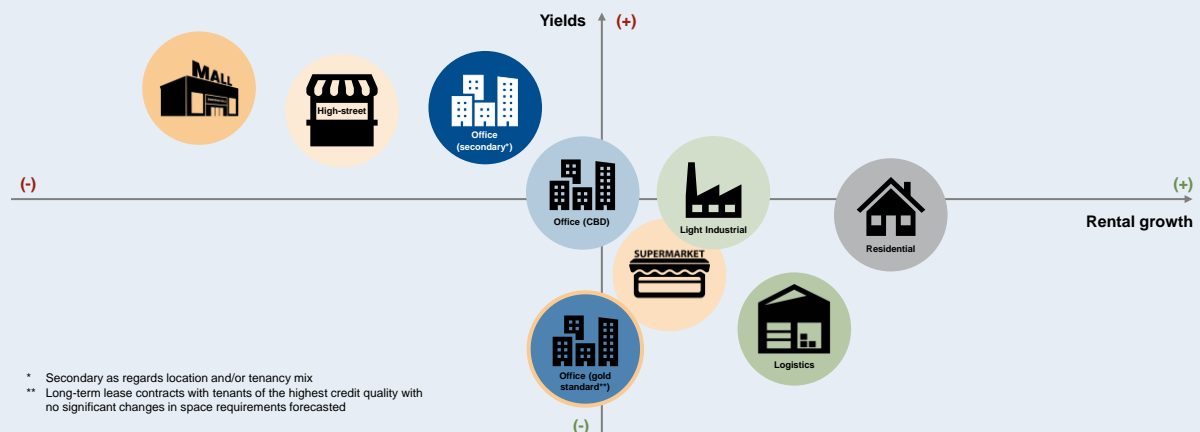 Yields (+)
MALL
High-street
Office
(secondary*)
(-)
(+)
Office (CBD)
Light Industrial
Rental growth
Residential
SUPERMARKET
Logistics
Office (gold
standard**)
* Secondary as regards location and/or tenancy mix
** Long-term lease contracts with tenants of the highest credit quality with
no significant changes in space requirements forecasted
(-)